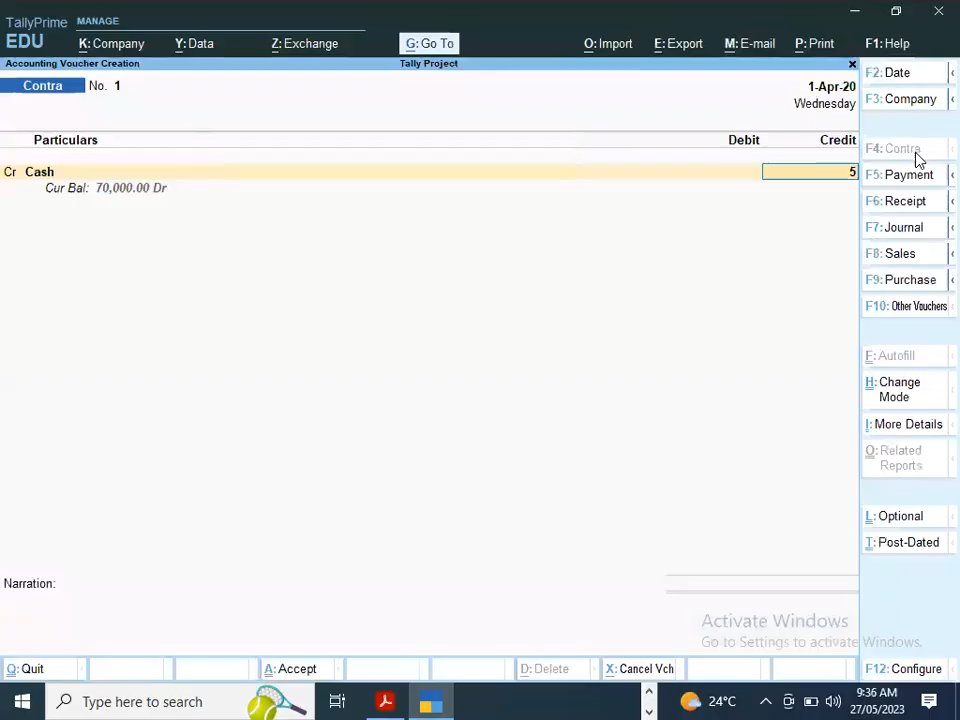 TallyPrime MANAGE
EDU K: Company Y: Data Z: Exchange G: Go To O: Import E: Export M: E-mail P: Print F1: Help
Accounting Voucher Creation Tally Project
Contra No. 1 1-Apr-20
Wednesday
Particulars Debit Credit
Cr Cash 5
Cur Bal: 70,000.00 Dr
F2: Date
F3: Company
F4: Contra
F5: Payment
F6: Receipt
F7: Journal
F8: Sales
F9: Purchase
F10: Other Vouchers
F: Autofill
H: Change
Mode
I: More Details
O: Related
Reports
L: Optional
T: Post-Dated
Narration:
Activate Windows
Go to Settings to activate Windows.
Q: Quit A: Accept D: Delete X: Cancel Vch F12: Configure
Type here to search 24°C 9:36 AM
27/05/2023